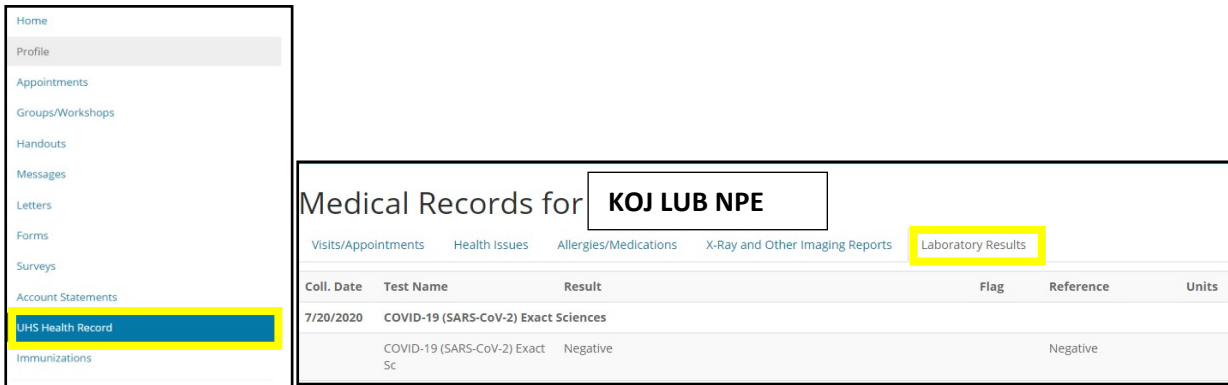 Home
Profile
Appointments
Groups/Workshops
Handouts
Messages
Letters
Forms
Surveys
Account Statements
UHS Health Record
Immunizations
Medical Records for KOJ LUB NPE
Visits/Appointments Health Issues Allergies/Medications X-Ray and Other Imaging Reports Laboratory Results
Coll. Date Test Name Result Flag Reference Units
7/20/2020 COVID-19 (SARS-CoV-2) Exact Sciences
COVID-19 (SARS-CoV-2) Exact Negative Negative
Sc